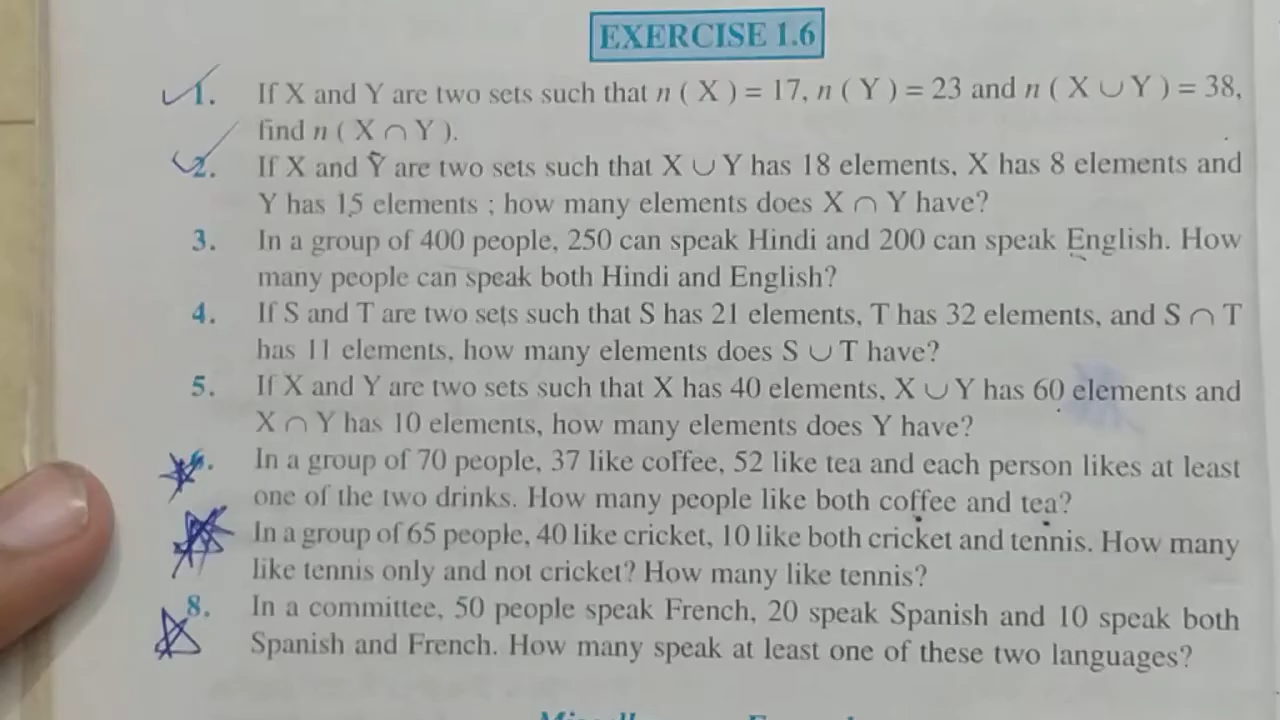 EXERCISE 1.6
1. If X and Y are two sets such that n ( X ) = 17, n ( Y ) = 23 and n ( X ∪ Y ) = 38,
find n ( X ∩ Y ).
2. If X and Y are two sets such that X ∪ Y has 18 elements, X has 8 elements and
Y has 15 elements ; how many elements does X ∩ Y have?
3. In a group of 400 people, 250 can speak Hindi and 200 can speak English. How
many people can speak both Hindi and English?
4. If S and T are two sets such that S has 21 elements, T has 32 elements, and S ∩ T
has 11 elements, how many elements does S ∪ T have?
5. If X and Y are two sets such that X has 40 elements, X ∪ Y has 60 elements and
X ∩ Y has 10 elements, how many elements does Y have?
6. In a group of 70 people, 37 like coffee, 52 like tea and each person likes at least
one of the two drinks. How many people like both coffee and tea?
In a group of 65 people, 40 like cricket, 10 like both cricket and tennis. How many
like tennis only and not cricket? How many like tennis?
8. In a committee, 50 people speak French, 20 speak Spanish and 10 speak both
Spanish and French. How many speak at least one of these two languages?